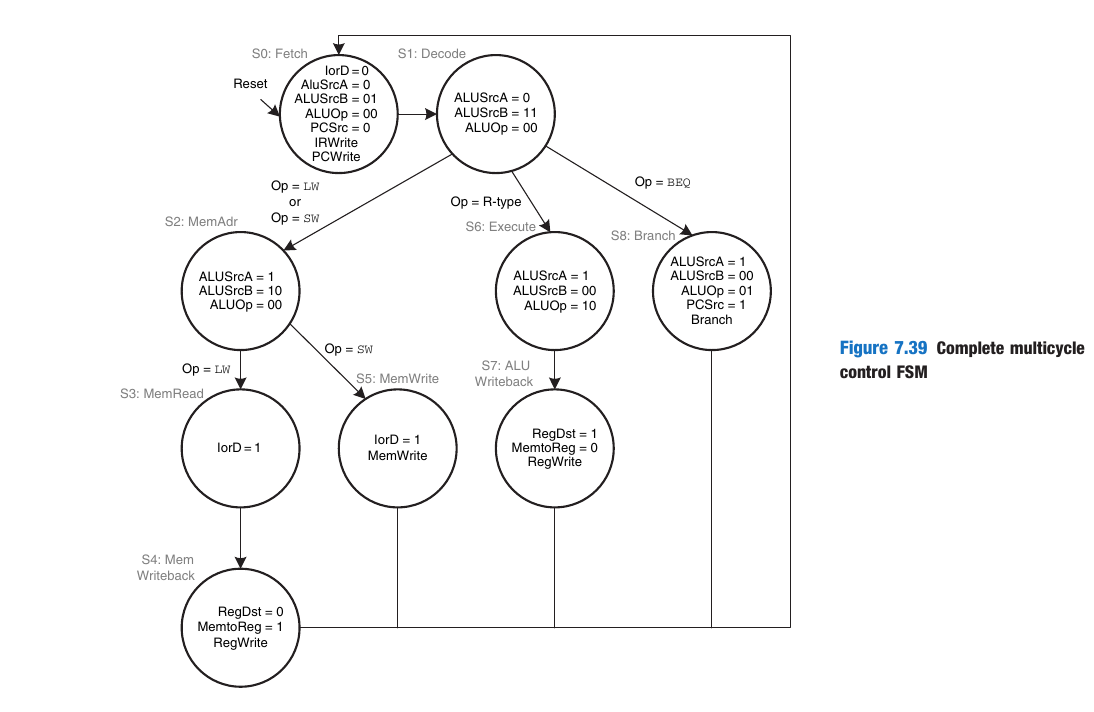 S0: Fetch
S1: Decode
Reset
IorD = 0
AluSrcA = 0
ALUSrcB = 01
ALUOp = 00
PCSrc = 0
IRWrite
PCWrite
ALUSrcA = 0
ALUSrcB = 11
ALUOp = 00
Op = LW
or
Op = SW
Op = R-type
Op = BEQ
S2: MemAdr
S6: Execute
S8: Branch
ALUSrcA = 1
ALUSrcB = 10
ALUOp = 00
ALUSrcA = 1
ALUSrcB = 00
ALUOp = 10
ALUSrcA = 1
ALUSrcB = 00
ALUOp = 01
PCSrc = 1
Branch
Figure 7.39 Complete multicycle
control FSM
Op = LW
Op = SW
S3: MemRead
S5: MemWrite
S7: ALU
Writeback
IorD = 1
IorD = 1
MemWrite
RegDst = 1
MemtoReg = 0
RegWrite
S4: Mem
Writeback
RegDst = 0
MemtoReg = 1
RegWrite